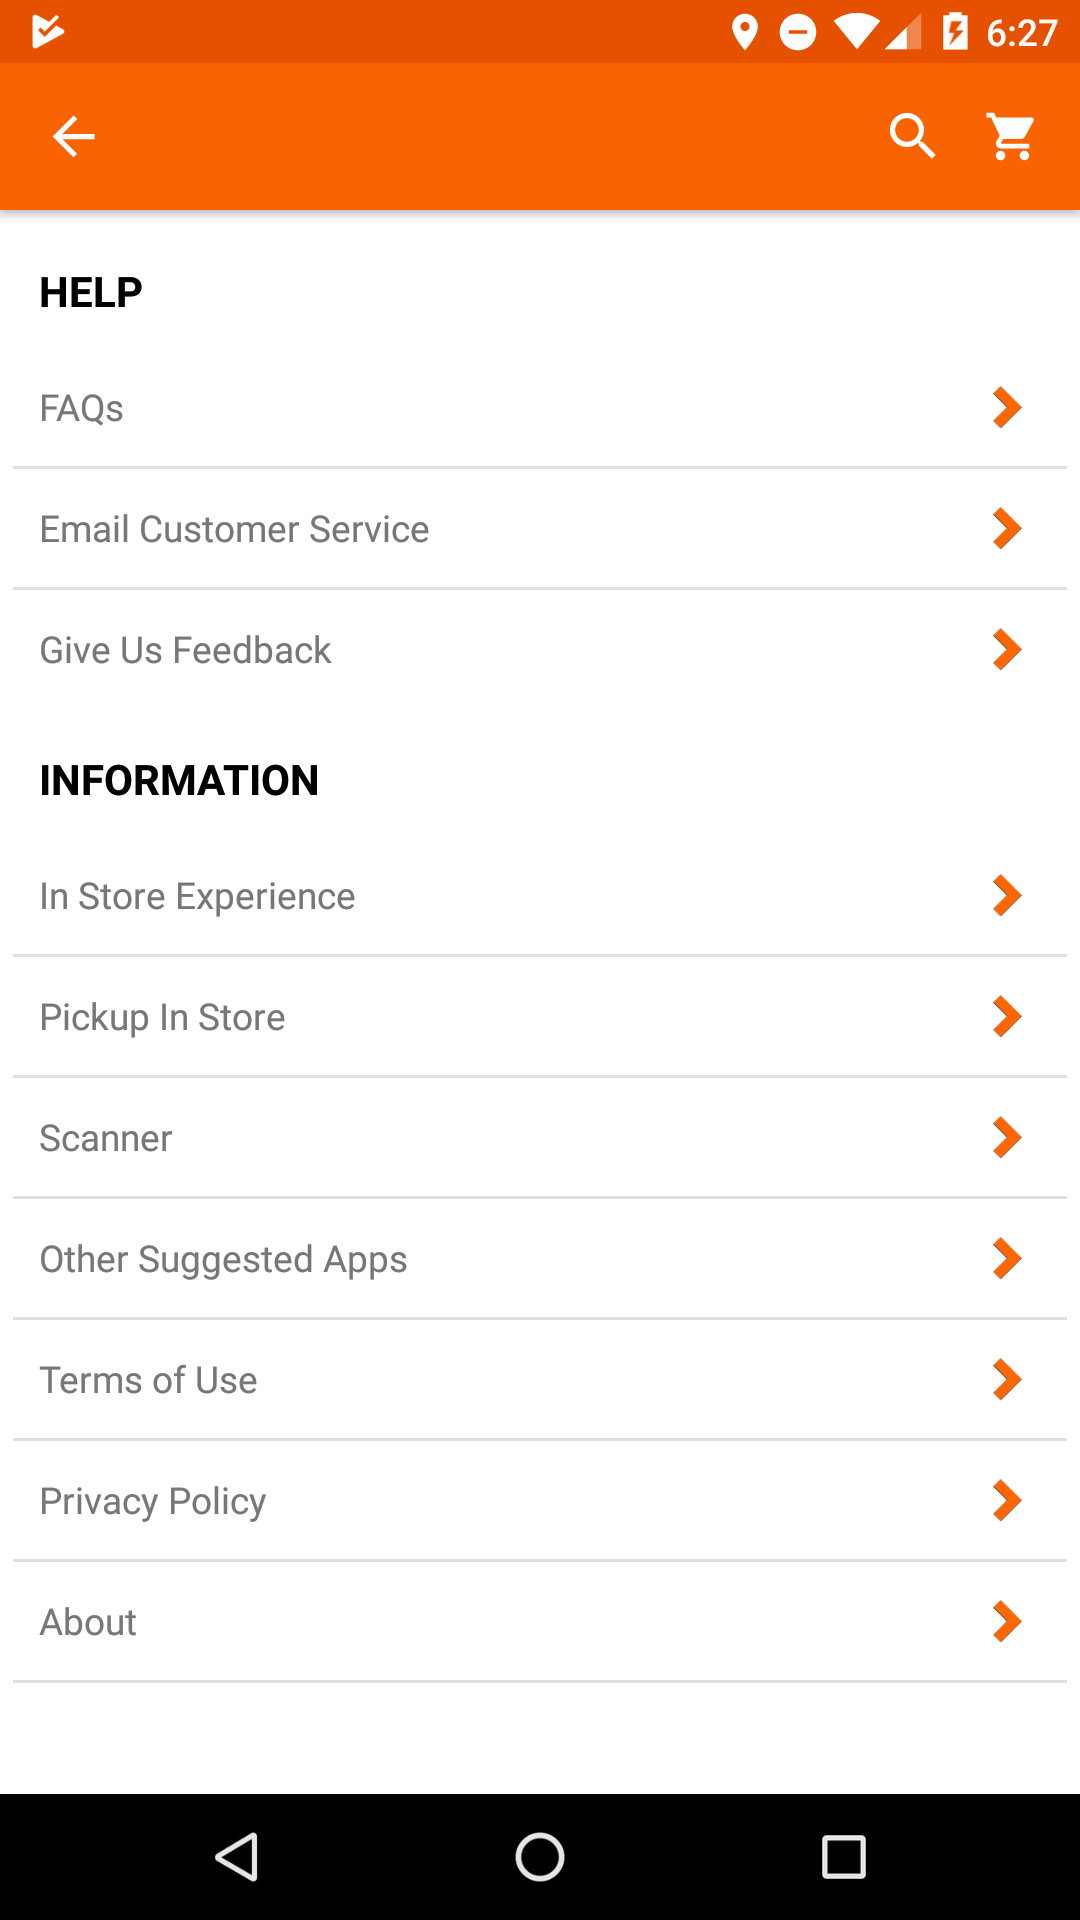 6:27
HELP
FAQs
Email Customer Service
Give Us Feedback
INFORMATION
In Store Experience
Pickup In Store
Scanner
Other Suggested Apps
Terms of Use
Privacy Policy
About